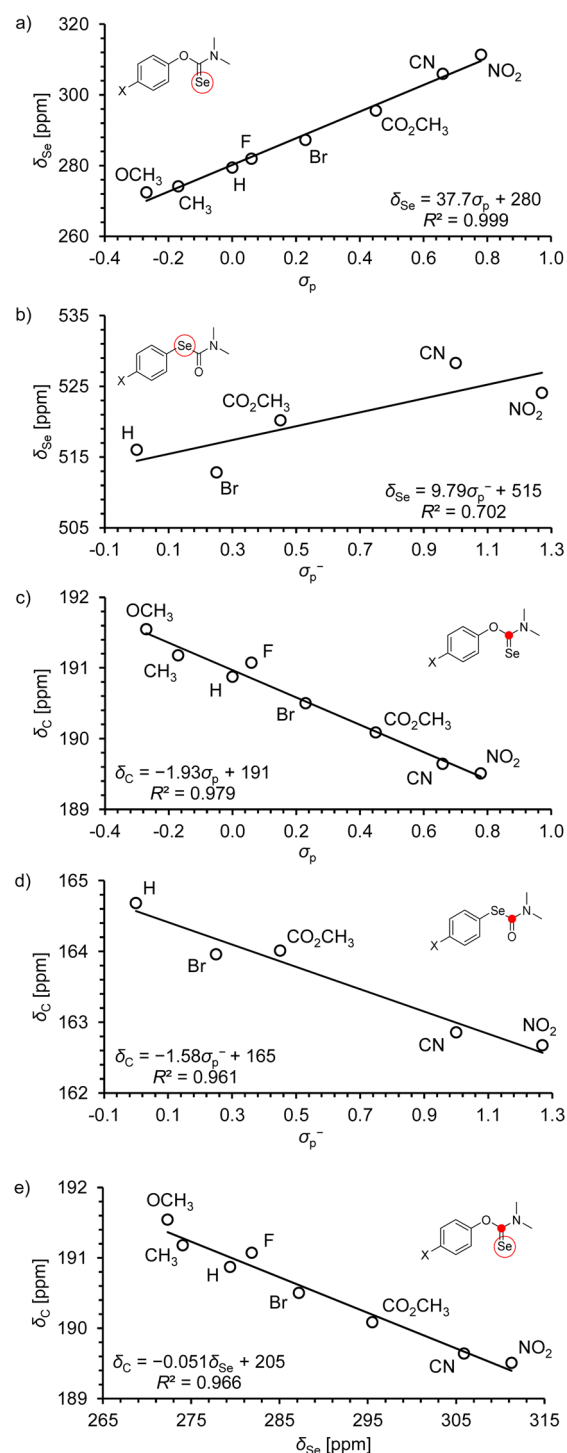 a)
O
N
Se
X
OCH₃
CH₃
H
F
Br
CO₂CH₃
CN
NO₂
δSe = 37.7σp + 280
R² = 0.999
δSe [ppm]
320
300
280
260
-0.4 -0.2 0.0 0.2 0.4 0.6 0.8 1.0
σp
b)
Se
N
O
X
H
Br
CO₂CH₃
CN
NO₂
δSe = 9.79σp⁻ + 515
R² = 0.702
δSe [ppm]
535
525
515
505
-0.1 0.1 0.3 0.5 0.7 0.9 1.1 1.3
σp⁻
c)
O
N
Se
X
OCH₃
CH₃
H
F
Br
CO₂CH₃
CN
NO₂
δC = −1.93σp + 191
R² = 0.979
δC [ppm]
192
191
190
189
-0.4 -0.2 0.0 0.2 0.4 0.6 0.8 1.0
σp
d)
Se
N
O
X
H
Br
CO₂CH₃
CN
NO₂
δC = −1.58σp⁻ + 165
R² = 0.961
δC [ppm]
165
164
163
162
-0.1 0.1 0.3 0.5 0.7 0.9 1.1 1.3
σp⁻
e)
O
N
Se
X
OCH₃
CH₃
H
F
Br
CO₂CH₃
CN
NO₂
δC = −0.051δSe + 205
R² = 0.966
δC [ppm]
192
191
190
189
265 275 285 295 305 315
δSe [ppm]